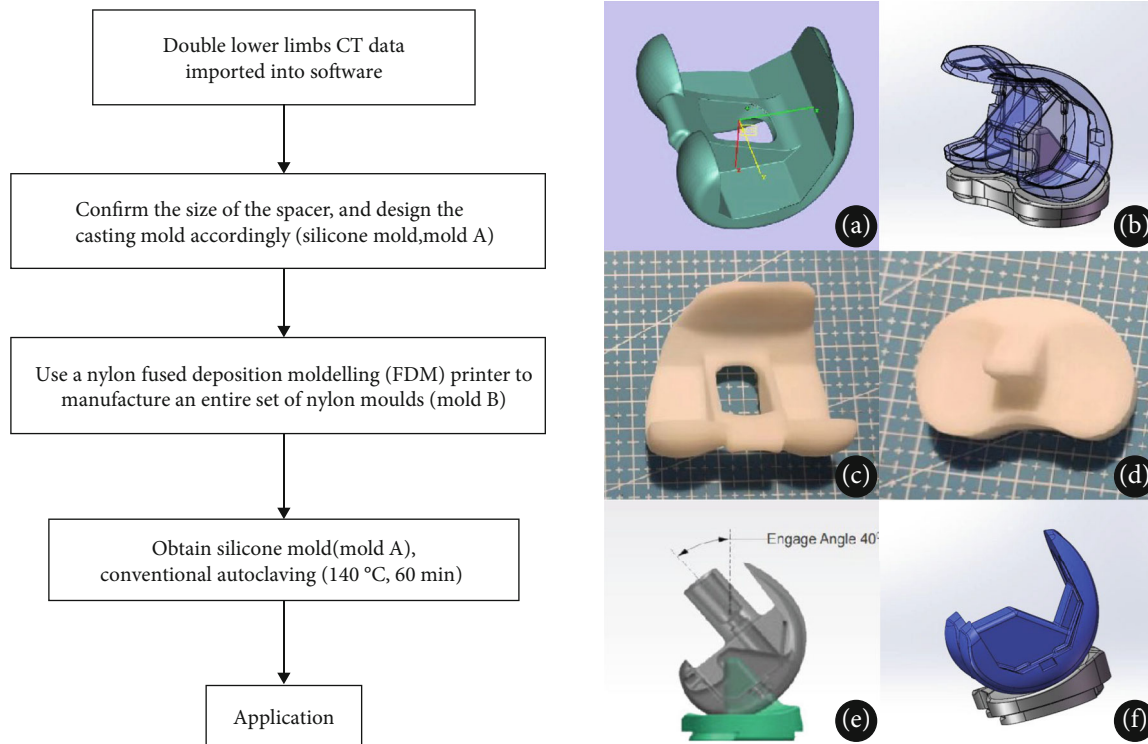 Double lower limbs CT data
imported into software
Confirm the size of the spacer, and design the
casting mold accordingly (silicone mold,mold A)
Use a nylon fused deposition moldelling (FDM) printer to
manufacture an entire set of nylon moulds (mold B)
Obtain silicone mold(mold A),
conventional autoclaving (140 °C, 60 min)
Application
(a)
(b)
(c)
(d)
Engage Angle 40°
(e)
(f)